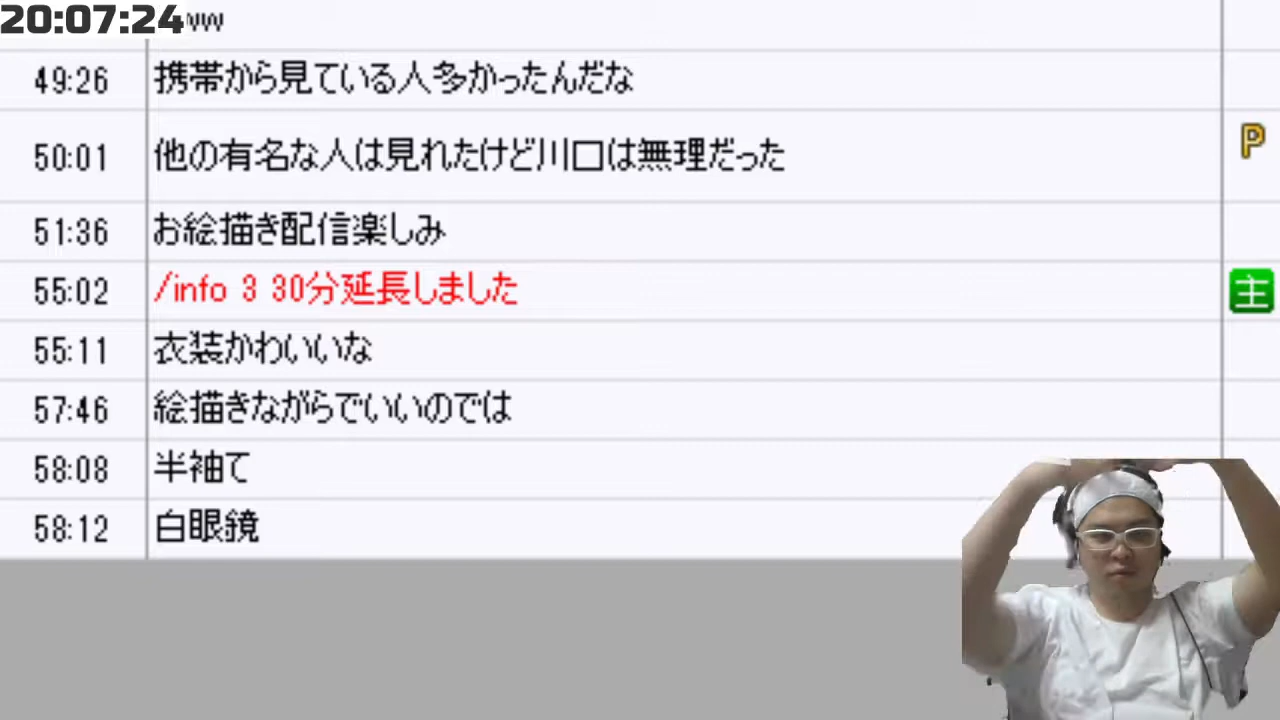 20:07:24
ww
49:26 携帯から見ている人多かったんだな
50:01 他の有名な人は見れたけど川口は無理だった P
51:36 お絵描き配信楽しみ
55:02 /info 3 30分延長しました 主
55:11 衣装かわいいな
57:46 絵描きながらでいいのでは
58:08 半袖て
58:12 白眼鏡